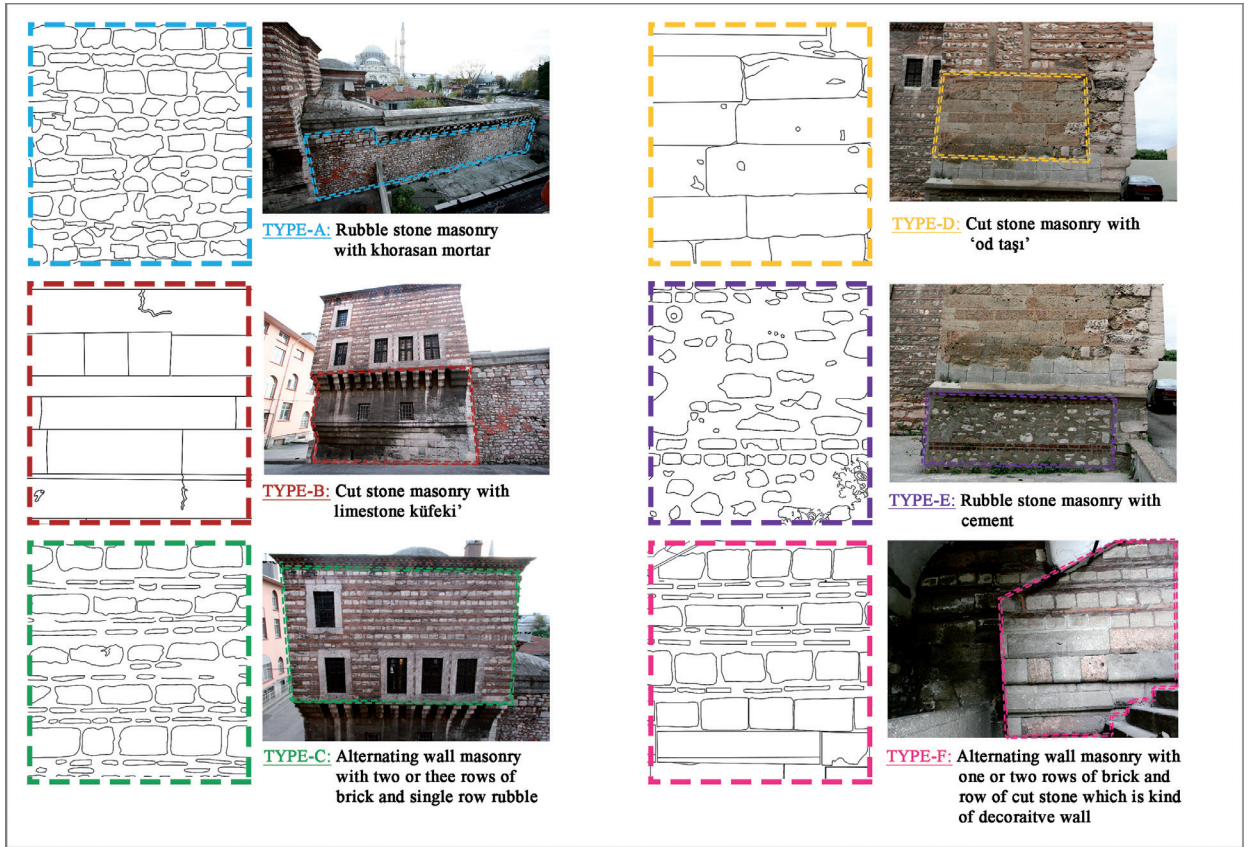 TYPE-A: Rubble stone masonry
with khorasan mortar
TYPE-B: Cut stone masonry with
limestone küfeki’
TYPE-C: Alternating wall masonry
with two or thee rows of
brick and single row rubble
TYPE-D: Cut stone masonry with
‘od taşı’
TYPE-E: Rubble stone masonry with
cement
TYPE-F: Alternating wall masonry with
one or two rows of brick and
row of cut stone which is kind
of decoraitve wall